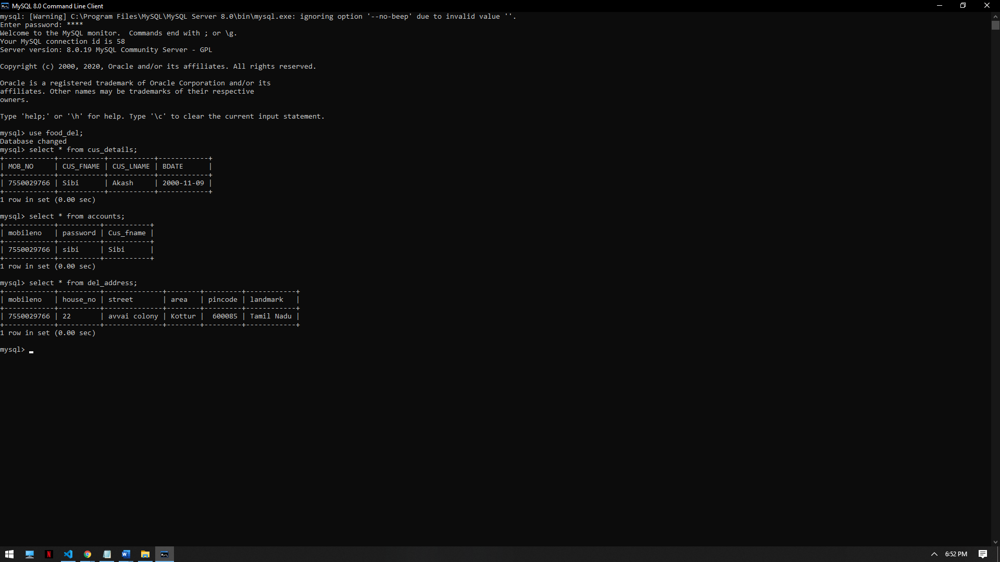 MySQL 8.0 Command Line Client
mysql: [Warning] C:\Program Files\MySQL\MySQL Server 8.0\bin\mysql.exe: ignoring option '--no-beep' due to invalid value ''.
Enter password: ****
Welcome to the MySQL monitor.  Commands end with ; or \g.
Your MySQL connection id is 58
Server version: 8.0.19 MySQL Community Server - GPL
Copyright (c) 2000, 2020, Oracle and/or its affiliates. All rights reserved.
Oracle is a registered trademark of Oracle Corporation and/or its
affiliates. Other names may be trademarks of their respective
owners.
Type 'help;' or '\h' for help. Type '\c' to clear the current input statement.
mysql> use food_del;
Database changed
mysql> select * from cus_details;
+------------+-----------+-----------+------------+
| MOB_NO     | CUS_FNAME | CUS_LNAME | BDATE      |
+------------+-----------+-----------+------------+
| 7550029766 | Sibi      | Akash     | 2000-11-09 |
+------------+-----------+-----------+------------+
1 row in set (0.00 sec)
mysql> select * from accounts;
+------------+----------+-----------+
| mobileno   | password | Cus_fname |
+------------+----------+-----------+
| 7550029766 | sibi     | Sibi      |
+------------+----------+-----------+
1 row in set (0.00 sec)
mysql> select * from del_address;
+------------+----------+--------------+--------+---------+------------+
| mobileno   | house_no | street       | area   | pincode | landmark   |
+------------+----------+--------------+--------+---------+------------+
| 7550029766 | 22       | avvai colony | Kottur |  600085 | Tamil Nadu |
+------------+----------+--------------+--------+---------+------------+
1 row in set (0.00 sec)
mysql>
6:52 PM